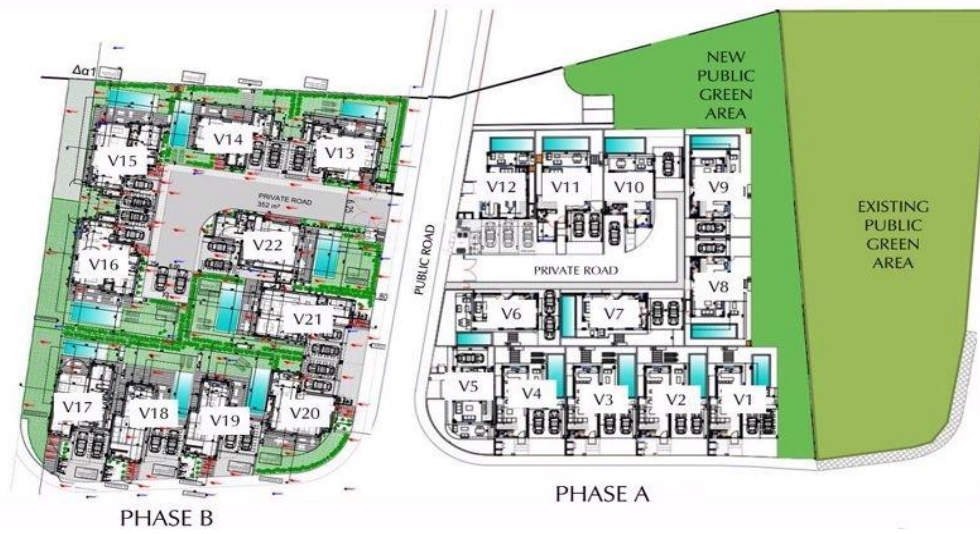 Δα1
V14
V13
V15
PRIVATE ROAD
352 m²
6.25
V22
V16
V21
V17
V18
V19
V20
PHASE B
PUBLIC ROAD
NEW
PUBLIC
GREEN
AREA
EXISTING
PUBLIC
GREEN
AREA
V12
V11
V10
V9
PRIVATE ROAD
V8
V6
V7
V5
V4
V3
V2
V1
PHASE A